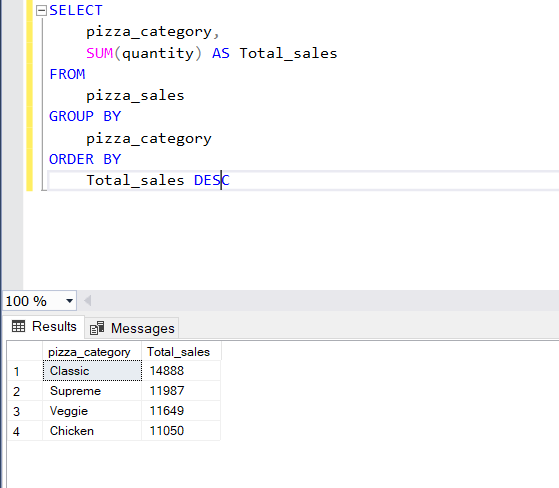 SELECT
pizza_category,
SUM(quantity) AS Total_sales
FROM
pizza_sales
GROUP BY
pizza_category
ORDER BY
Total_sales DESC
100 %
Results Messages
pizza_category Total_sales
1 Classic 14888
2 Supreme 11987
3 Veggie 11649
4 Chicken 11050